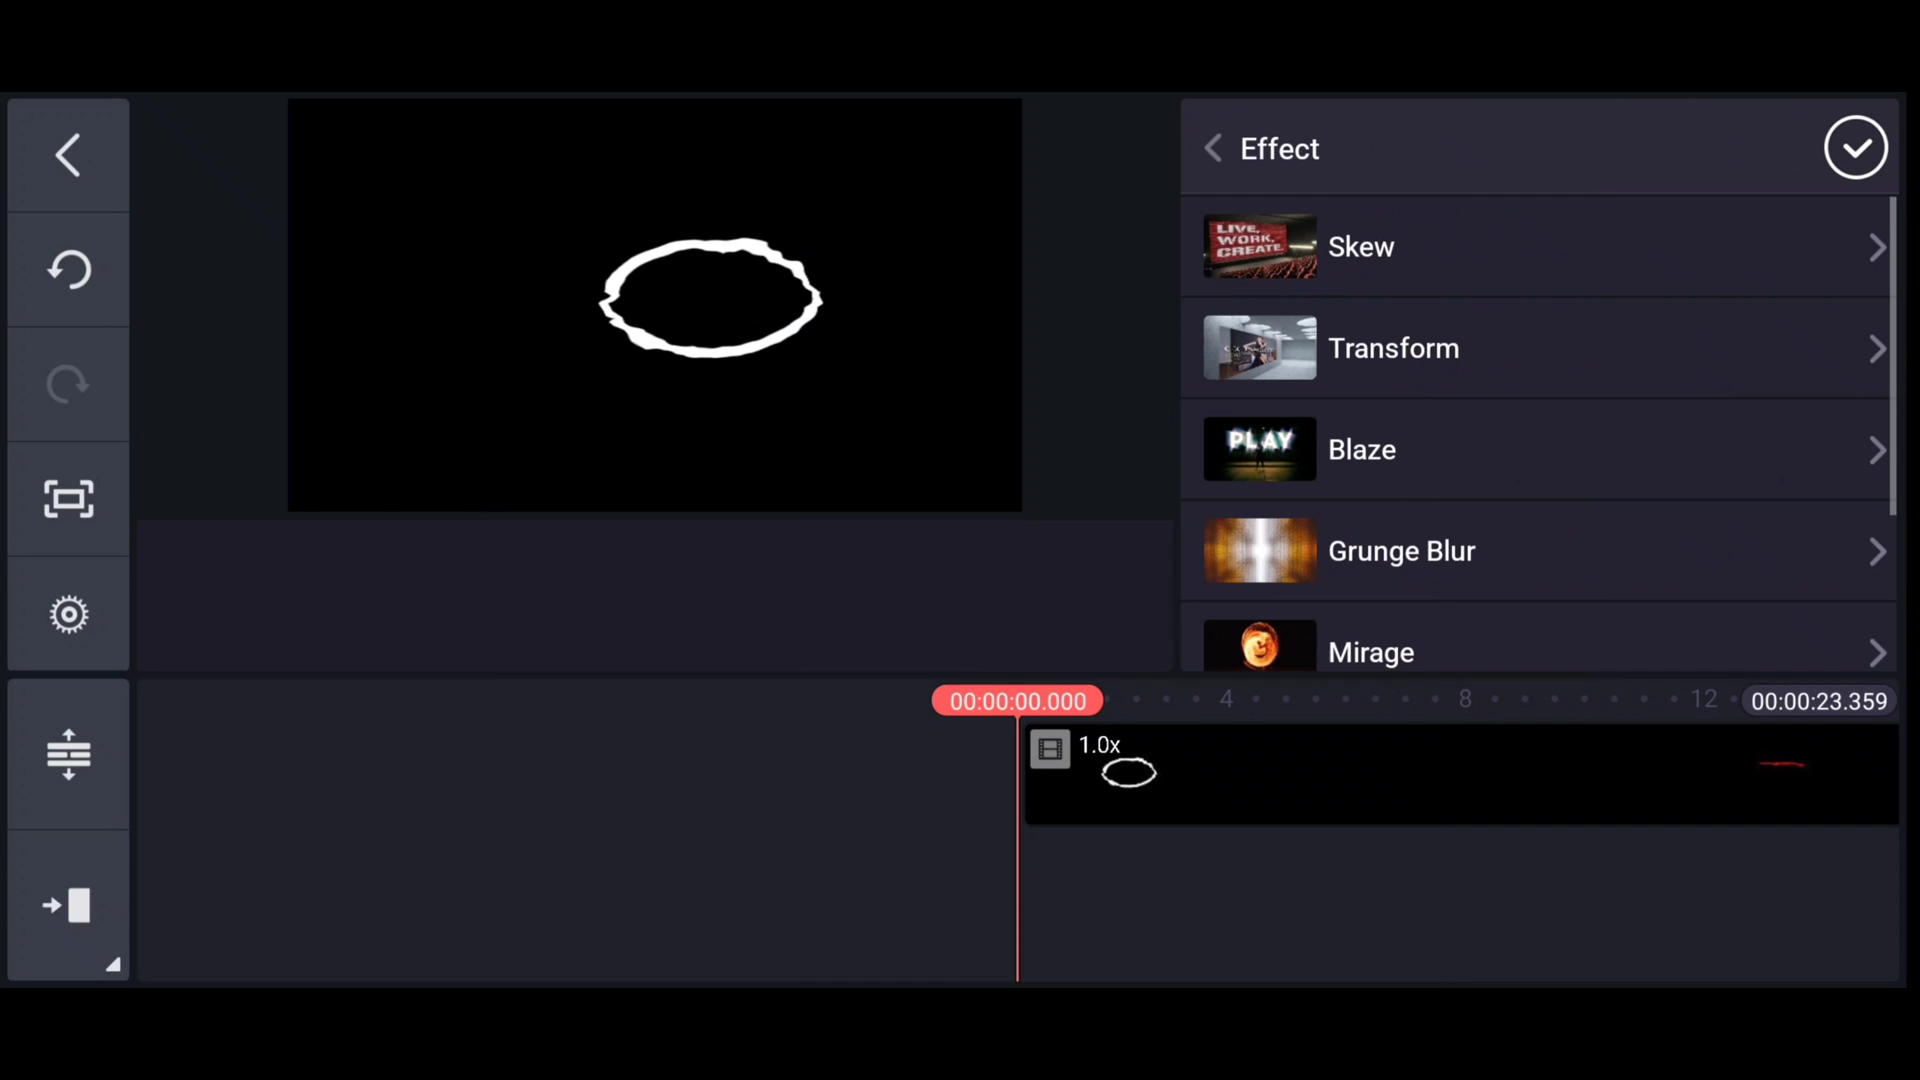 Effect
LIVE,
WORK,
CREATE.
Skew
Transform
PLAY
Blaze
Grunge Blur
Mirage
00:00:00.000
4
8
12
00:00:23.359
1.0x